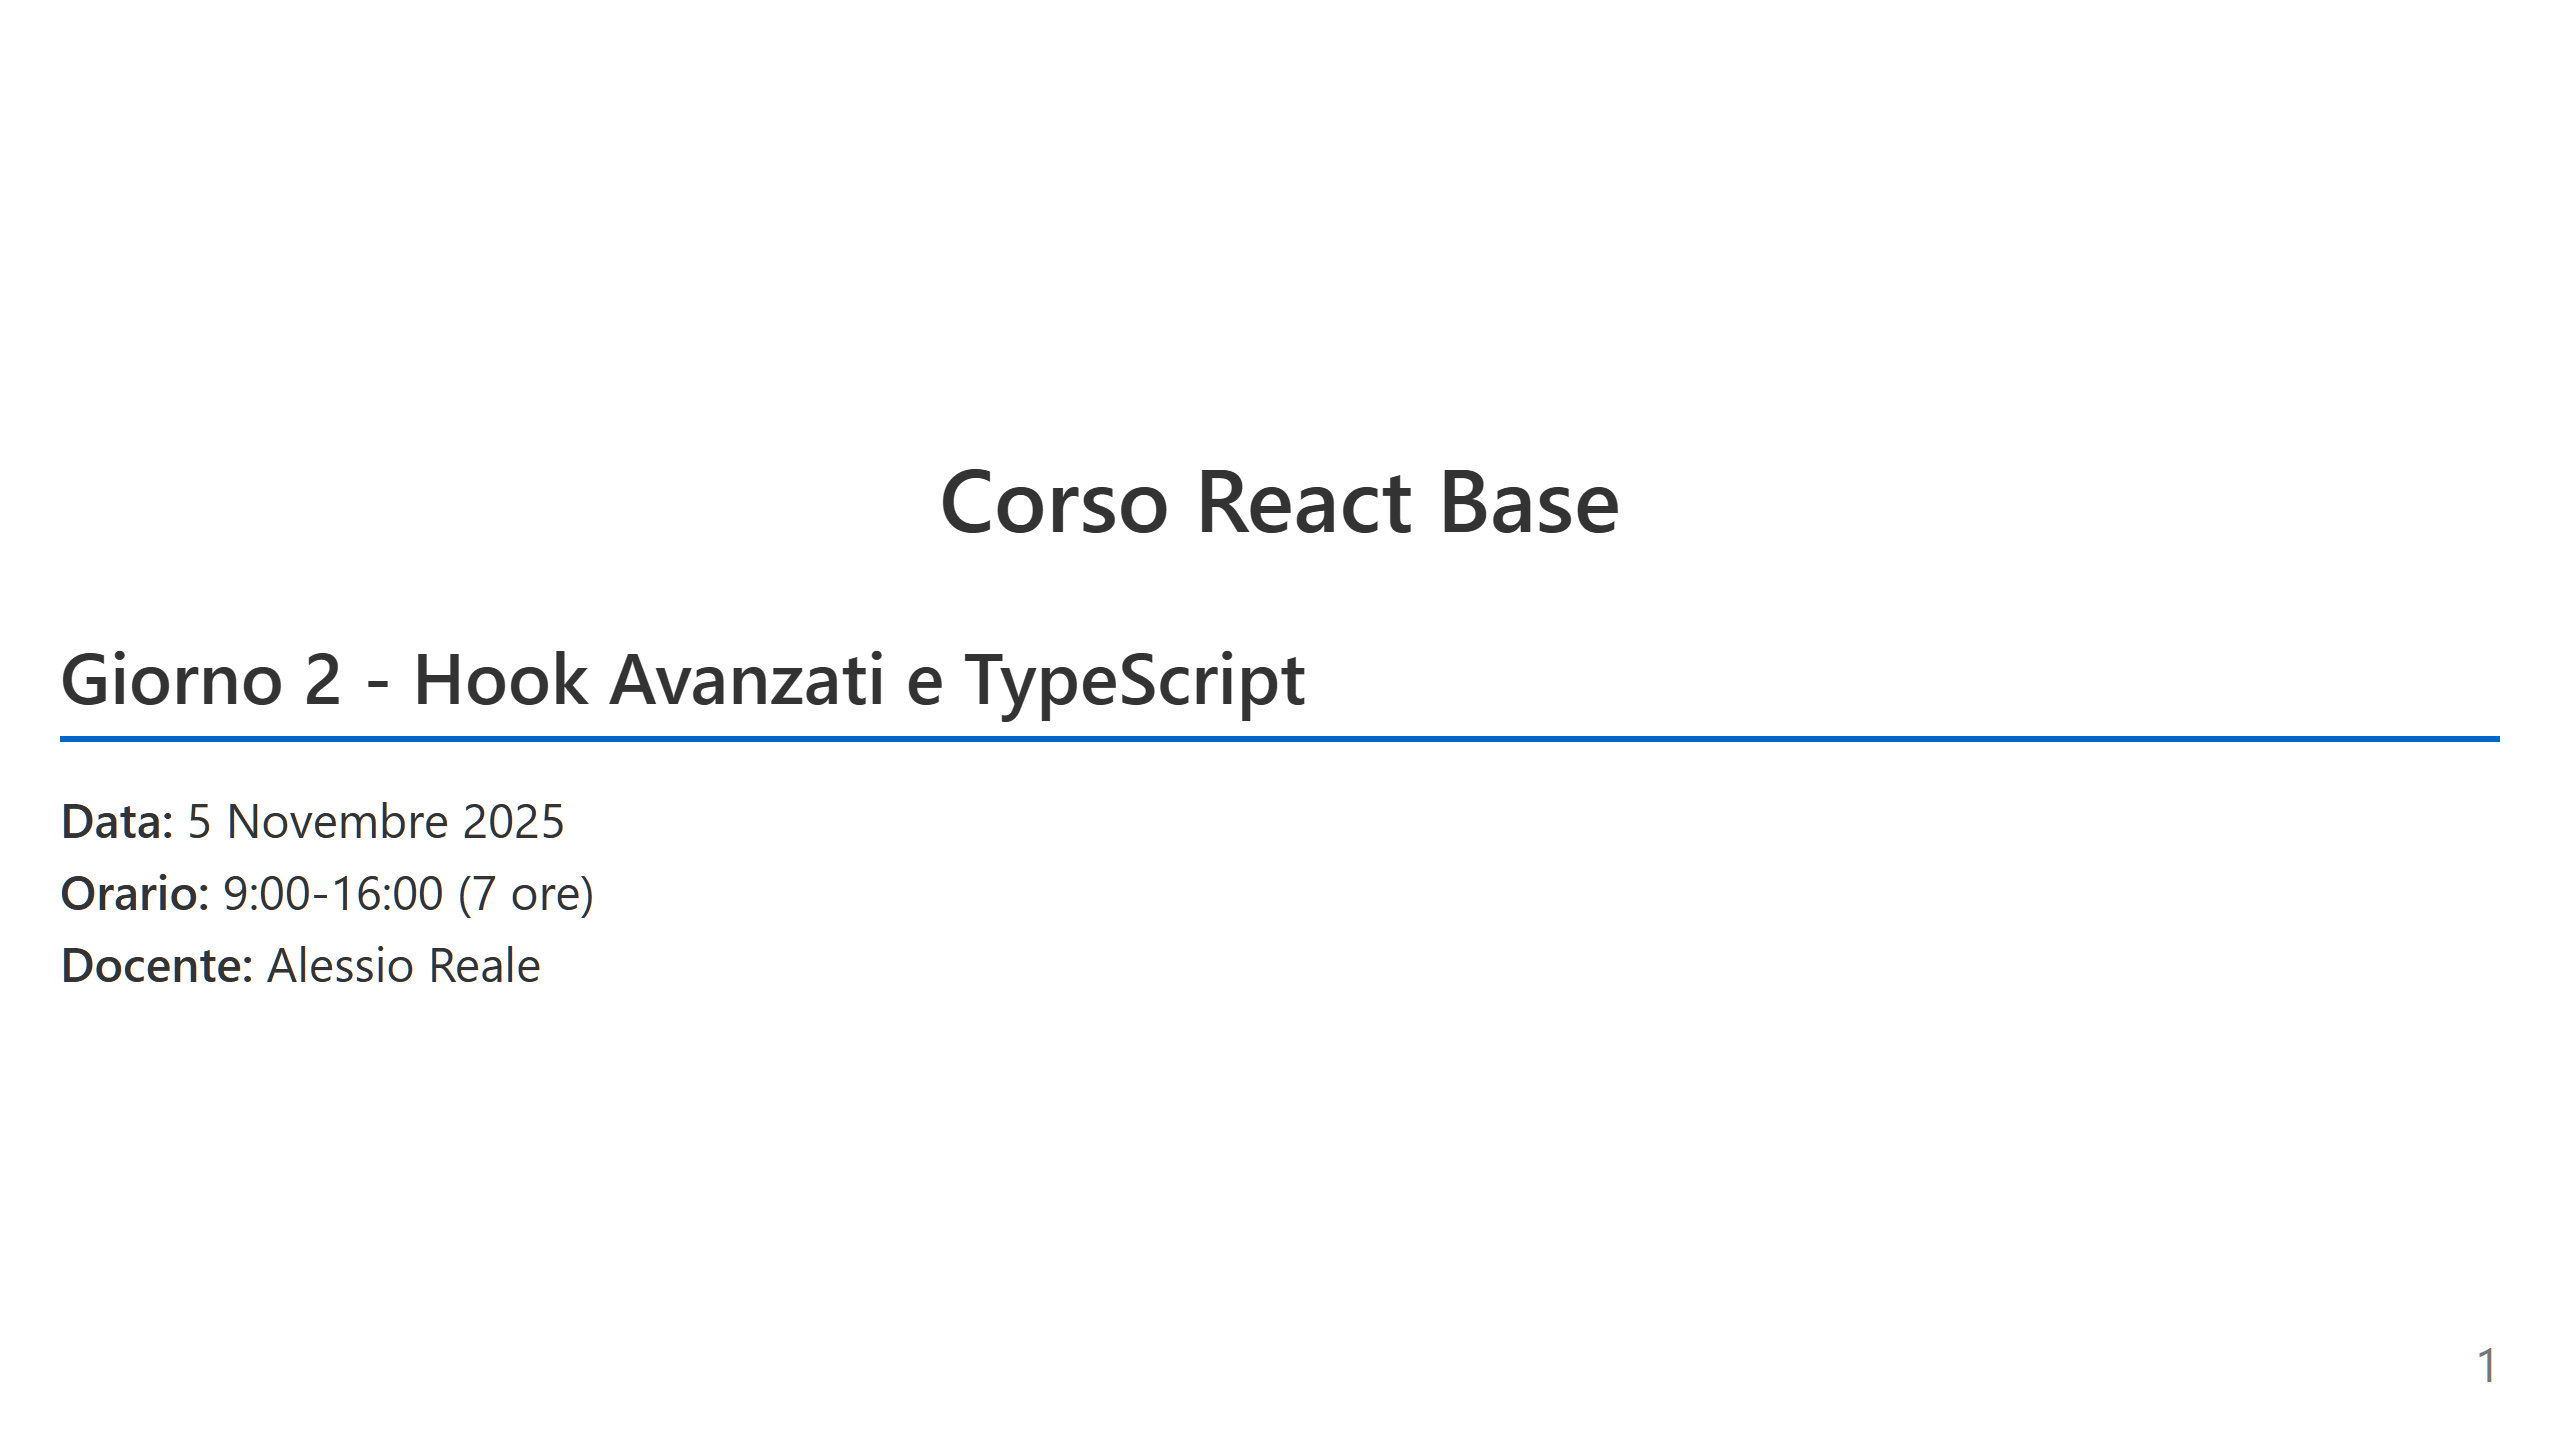 Corso React Base
Giorno 2 - Hook Avanzati e TypeScript
Data: 5 Novembre 2025
Orario: 9:00-16:00 (7 ore)
Docente: Alessio Reale
1